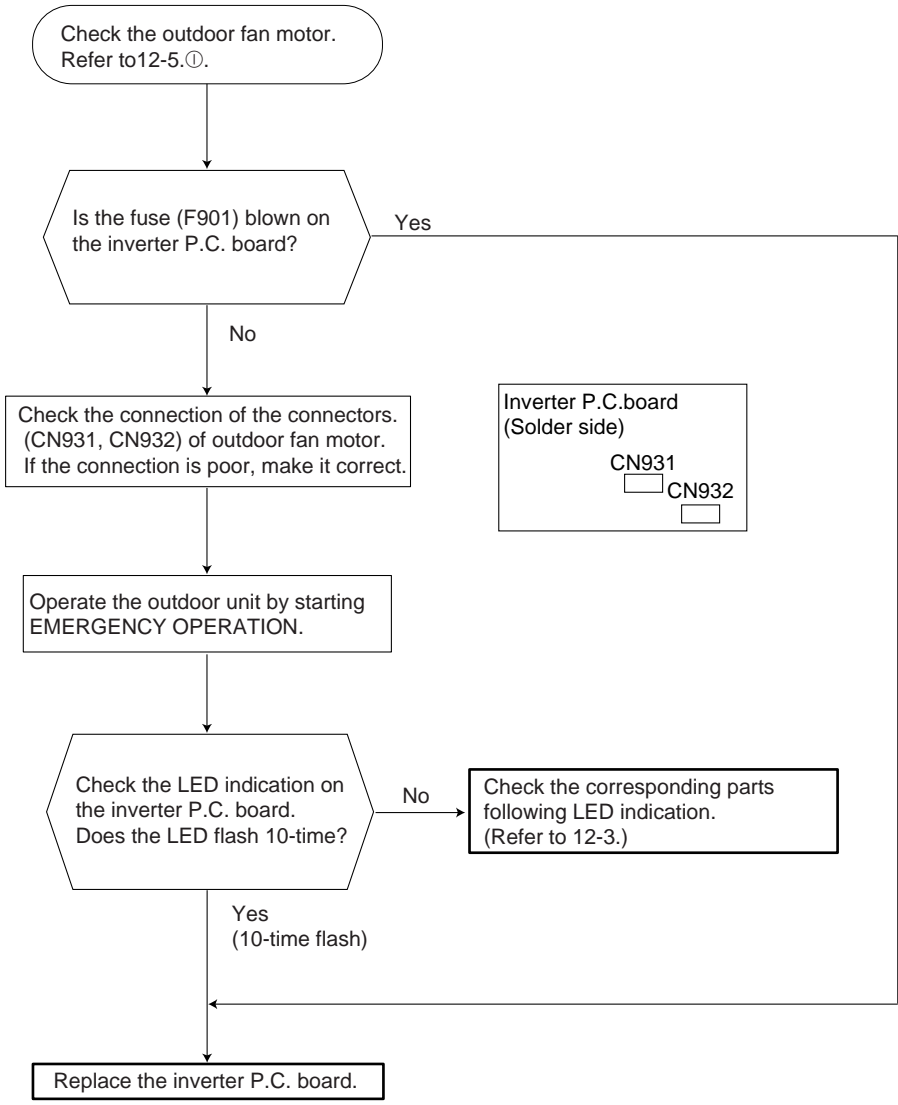 Check the outdoor fan motor.
Refer to12-5.Ⓘ.
Is the fuse (F901) blown on
the inverter P.C. board?
Yes
No
Check the connection of the connectors.
(CN931, CN932) of outdoor fan motor.
If the connection is poor, make it correct.
Inverter P.C.board
(Solder side)
CN931
CN932
Operate the outdoor unit by starting
EMERGENCY OPERATION.
Check the LED indication on
the inverter P.C. board.
Does the LED flash 10-time?
No
Check the corresponding parts
following LED indication.
(Refer to 12-3.)
Yes
(10-time flash)
Replace the inverter P.C. board.